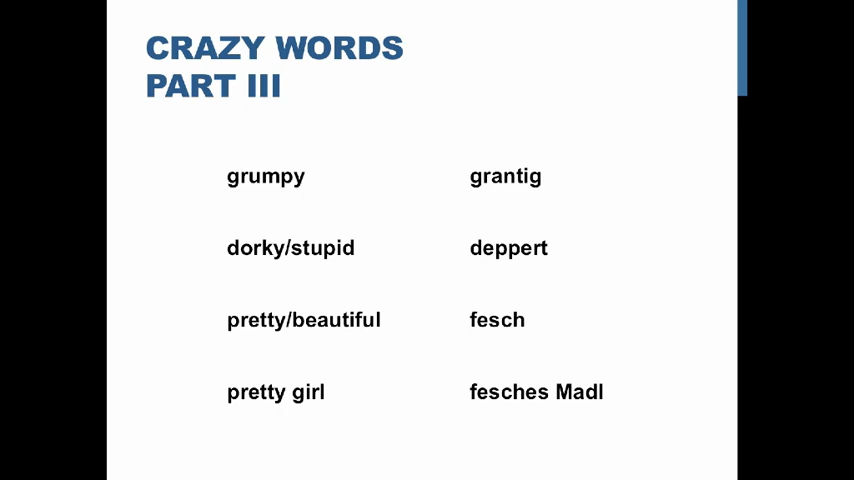 CRAZY WORDS
PART III
grumpy grantig
dorky/stupid deppert
pretty/beautiful fesch
pretty girl fesches Madl